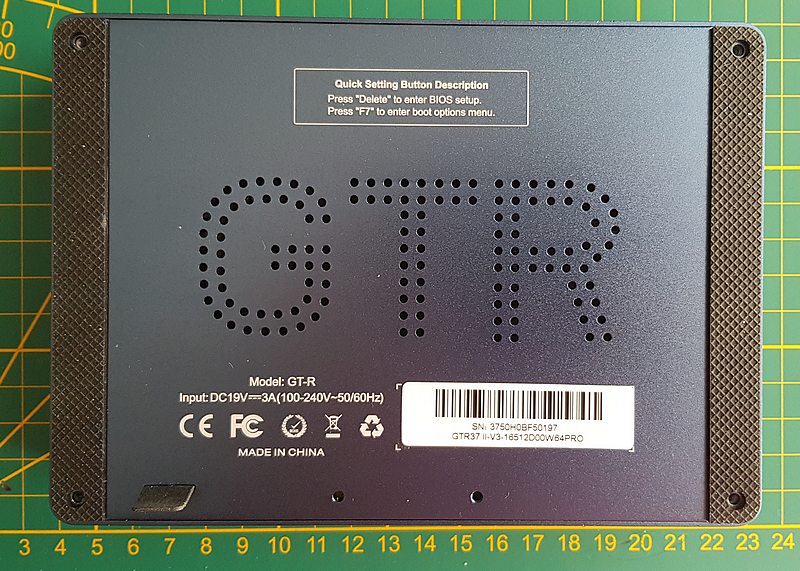 Quick Setting Button Description
Press "Delete" to enter BIOS setup.
Press "F7" to enter boot options menu.
GTR
Model: GT-R
Input:DC19V⎓3A(100-240V~50/60Hz)
CE FC
MADE IN CHINA
SN: 3750H0BF50197
GTR37 II-V3-16512D00W64PRO
3 4 5 6 7 8 9 10 11 12 13 14 15 16 17 18 19 20 21 22 23 24